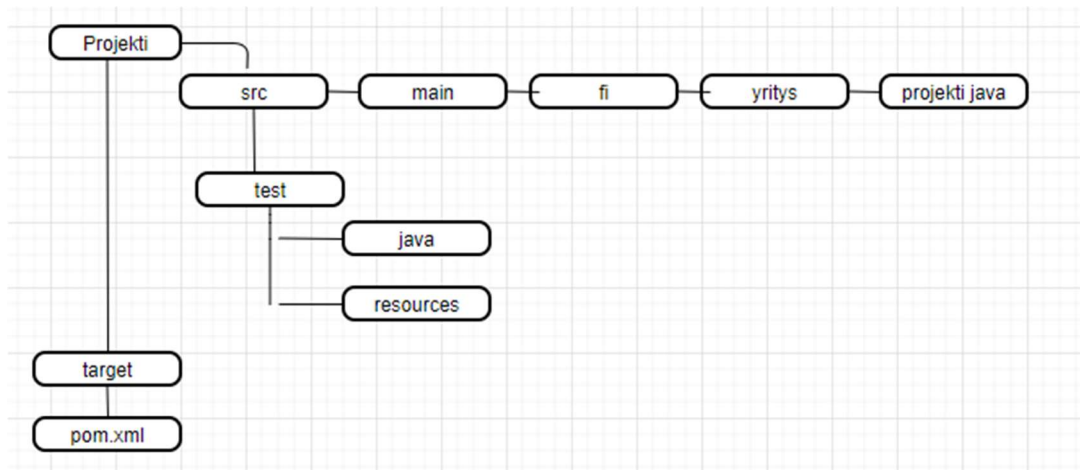 Projekti
src main fi yritys projekti java
test
java
resources
target
pom.xml